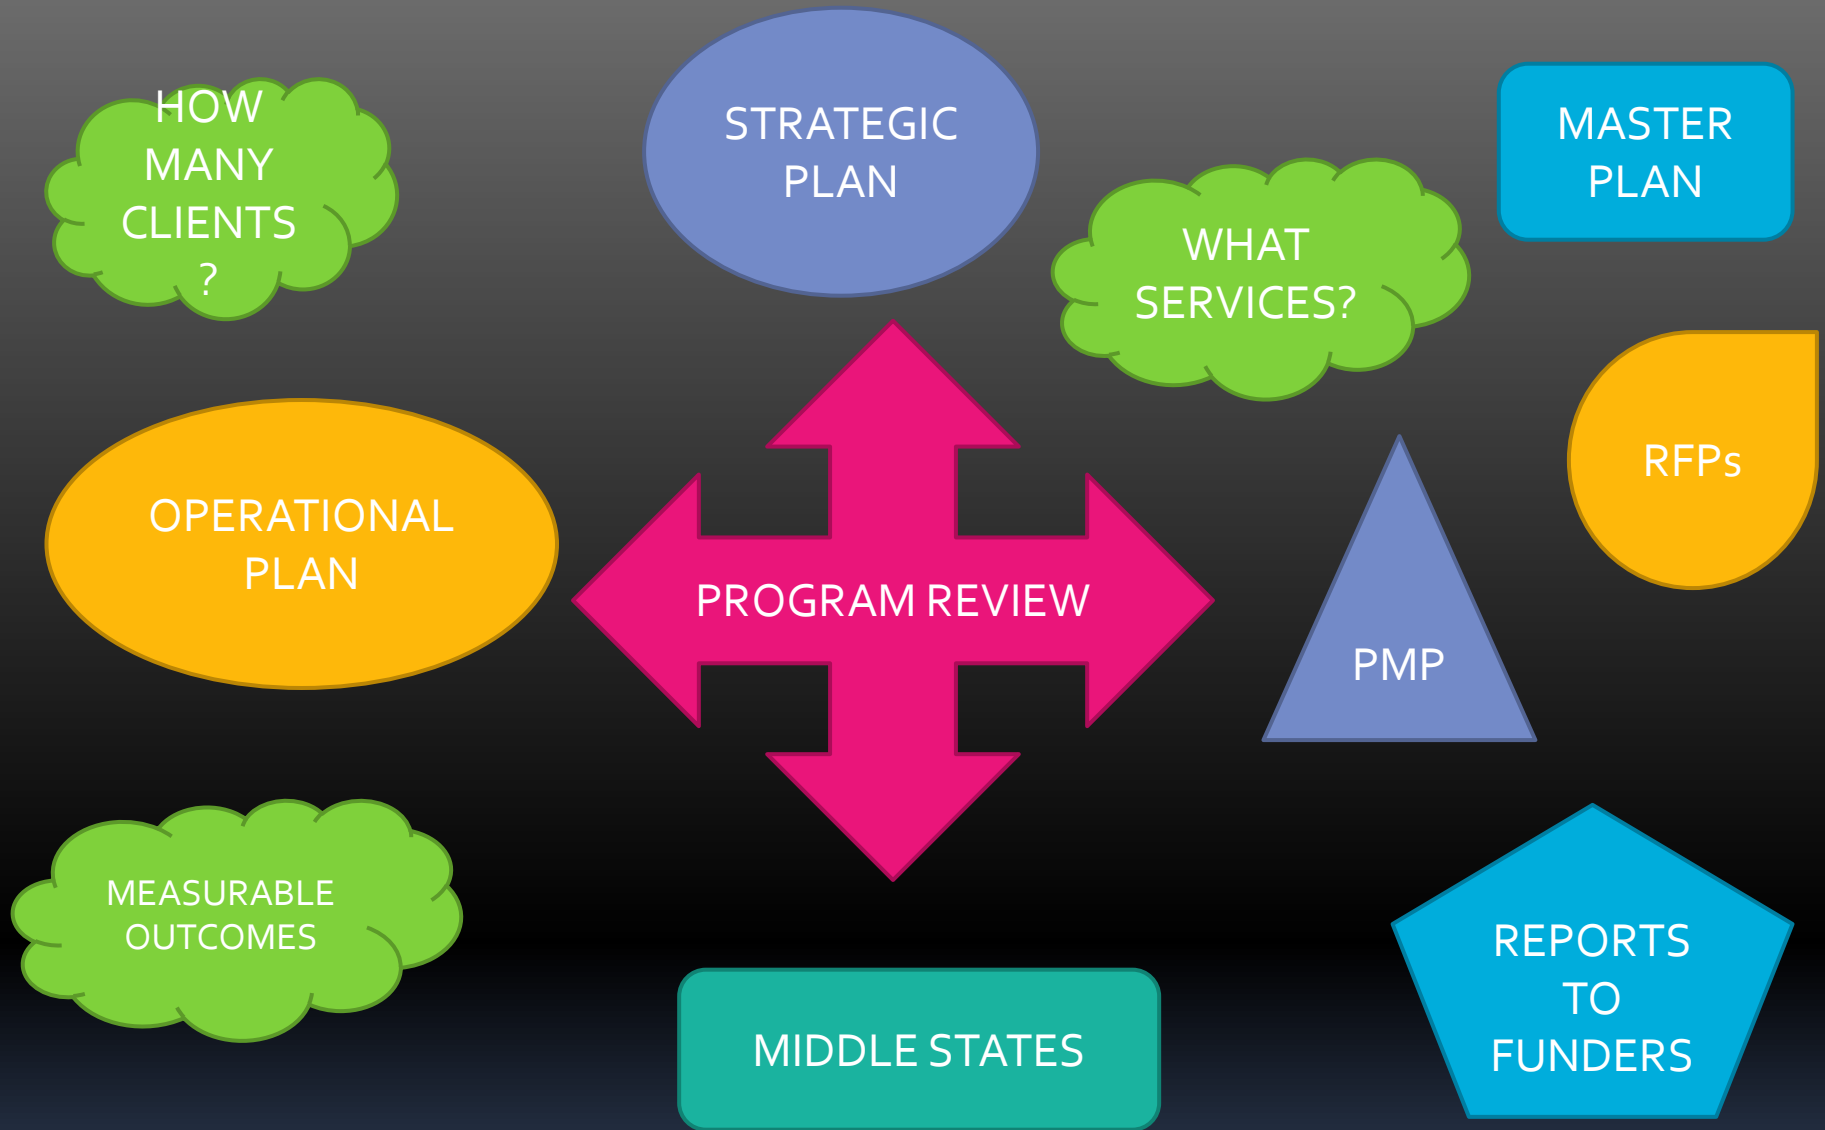 HOW
MANY
CLIENTS
?
STRATEGIC
PLAN
WHAT
SERVICES?
MASTER
PLAN
OPERATIONAL
PLAN
PROGRAM REVIEW
PMP
RFPs
MEASURABLE
OUTCOMES
MIDDLE STATES
REPORTS
TO
FUNDERS